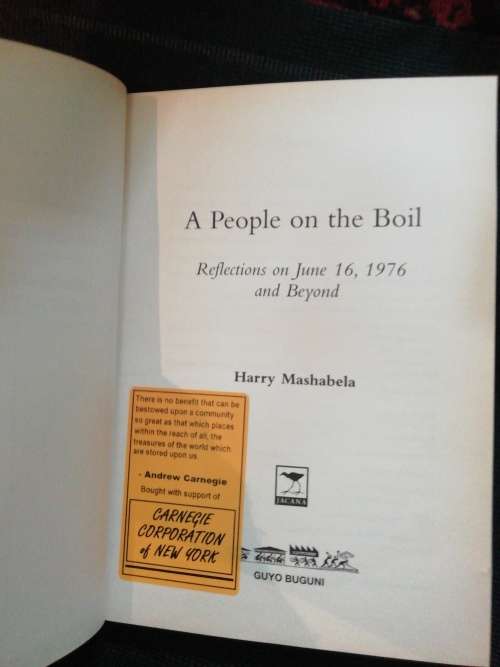 A People on the Boil
Reflections on June 16, 1976
and Beyond
Harry Mashabela
There is no benefit that can be
bestowed upon a community
so great as that which places
within the reach of all, the
treasures of the world which
are stored upon us
- Andrew Carnegie
Bought with support of
CARNEGIE
CORPORATION
of NEW YORK
JACANA
GUYO BUGUNI